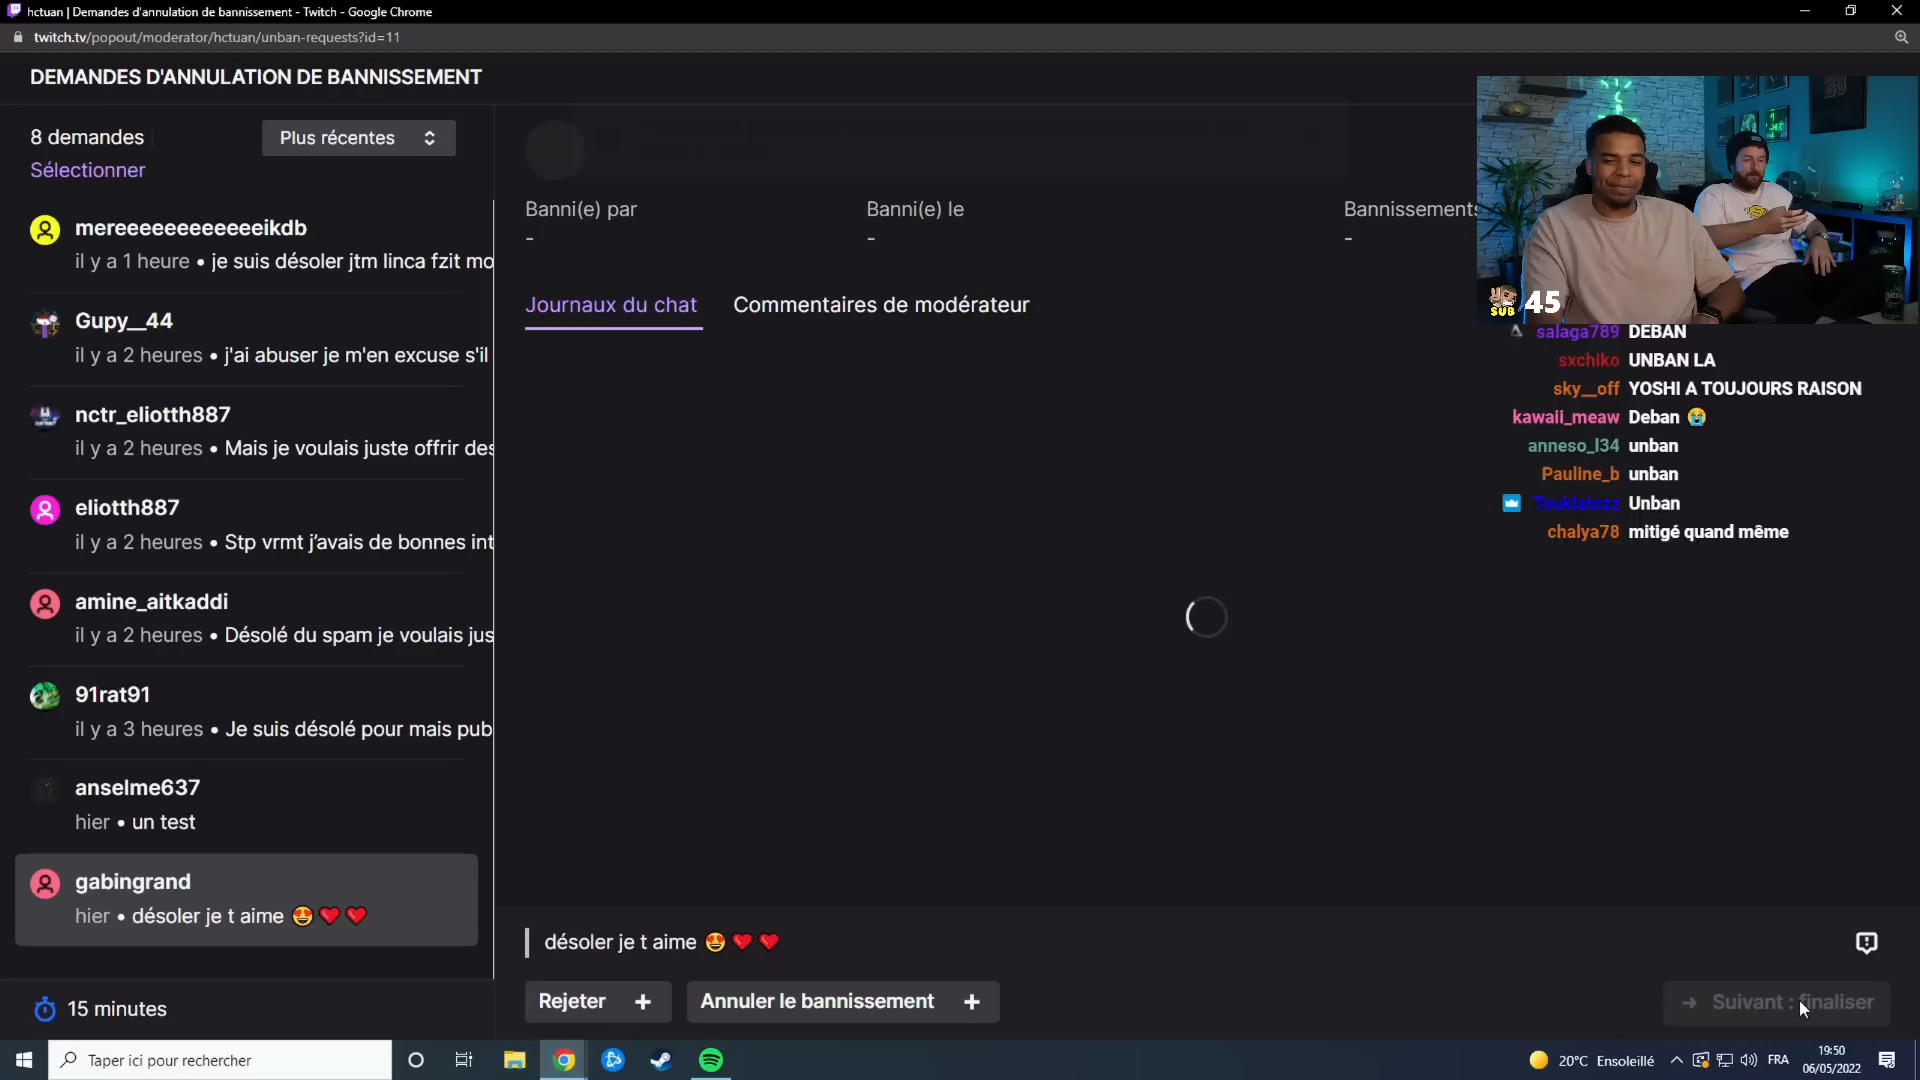 hctuan | Demandes d'annulation de bannissement - Twitch - Google Chrome
twitch.tv/popout/moderator/hctuan/unban-requests?id=11
DEMANDES D'ANNULATION DE BANNISSEMENT
8 demandes
Plus récentes
Sélectionner
mereeeeeeeeeeeeikdb
il y a 1 heure • je suis désoler jtm linca fzit mo
Gupy__44
il y a 2 heures • j'ai abuser je m'en excuse s'il
nctr_eliotth887
il y a 2 heures • Mais je voulais juste offrir des
eliotth887
il y a 2 heures • Stp vrmt j'avais de bonnes int
amine_aitkaddi
il y a 2 heures • Désolé du spam je voulais jus
91rat91
il y a 3 heures • Je suis désolé pour mais pub
anselme637
hier • un test
gabingrand
hier • désoler je t aime 😍❤️❤️
15 minutes
Banni(e) par
-
Banni(e) le
-
Bannissements
-
Journaux du chat
Commentaires de modérateur
désoler je t aime 😍❤️❤️
Rejeter +
Annuler le bannissement +
→ Suivant : finaliser
23
SUB 45
salaga789 DEBAN
sxchiko UNBAN LA
sky__off YOSHI A TOUJOURS RAISON
kawaii_meaw Deban 😭
anneso_l34 unban
Pauline_b unban
Touklatozz Unban
chalya78 mitigé quand même
Taper ici pour rechercher
20°C Ensoleillé
FRA
19:50
06/05/2022